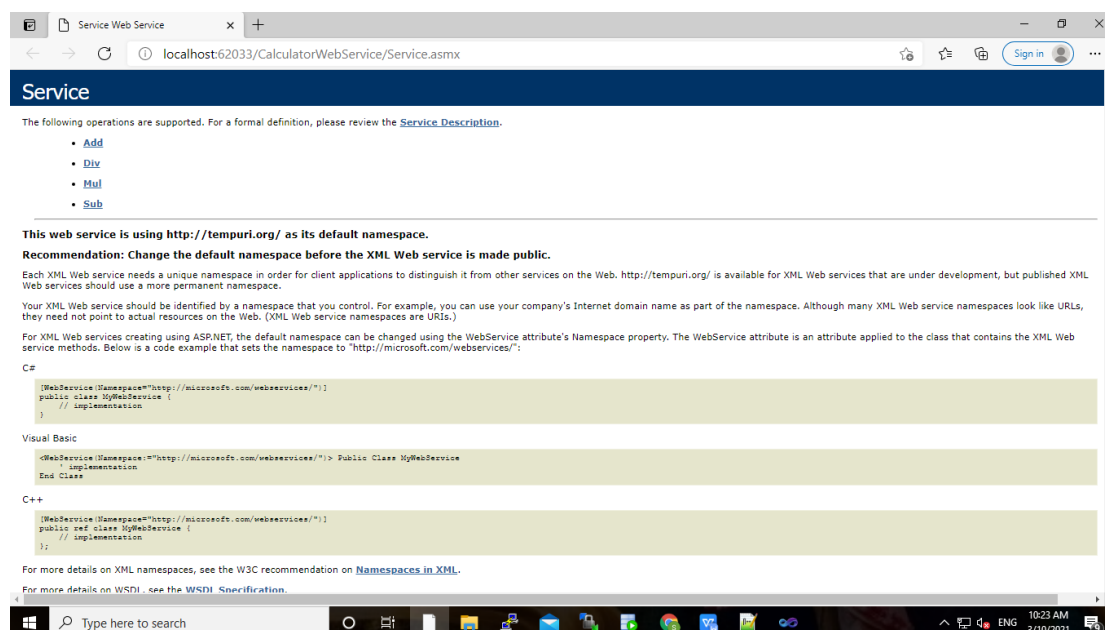 Service Web Service
localhost:62033/CalculatorWebService/Service.asmx
Sign in
Service
The following operations are supported. For a formal definition, please review the Service Description.
• Add
• Div
• Mul
• Sub
This web service is using http://tempuri.org/ as its default namespace.
Recommendation: Change the default namespace before the XML Web service is made public.
Each XML Web service needs a unique namespace in order for client applications to distinguish it from other services on the Web. http://tempuri.org/ is available for XML Web services that are under development, but published XML
Web services should use a more permanent namespace.
Your XML Web service should be identified by a namespace that you control. For example, you can use your company's Internet domain name as part of the namespace. Although many XML Web service namespaces look like URLs,
they need not point to actual resources on the Web. (XML Web service namespaces are URIs.)
For XML Web services creating using ASP.NET, the default namespace can be changed using the WebService attribute's Namespace property. The WebService attribute is an attribute applied to the class that contains the XML Web
service methods. Below is a code example that sets the namespace to "http://microsoft.com/webservices/":
C#
[WebService(Namespace="http://microsoft.com/webservices/")]
public class MyWebService {
// implementation
}
Visual Basic
<WebService(Namespace:="http://microsoft.com/webservices/")> Public Class MyWebService
' implementation
End Class
C++
[WebService(Namespace="http://microsoft.com/webservices/")]
public ref class MyWebService {
// implementation
};
For more details on XML namespaces, see the W3C recommendation on Namespaces in XML.
For more details on WSDL, see the WSDL Specification.
Type here to search
ENG
10:23 AM
3/10/2021